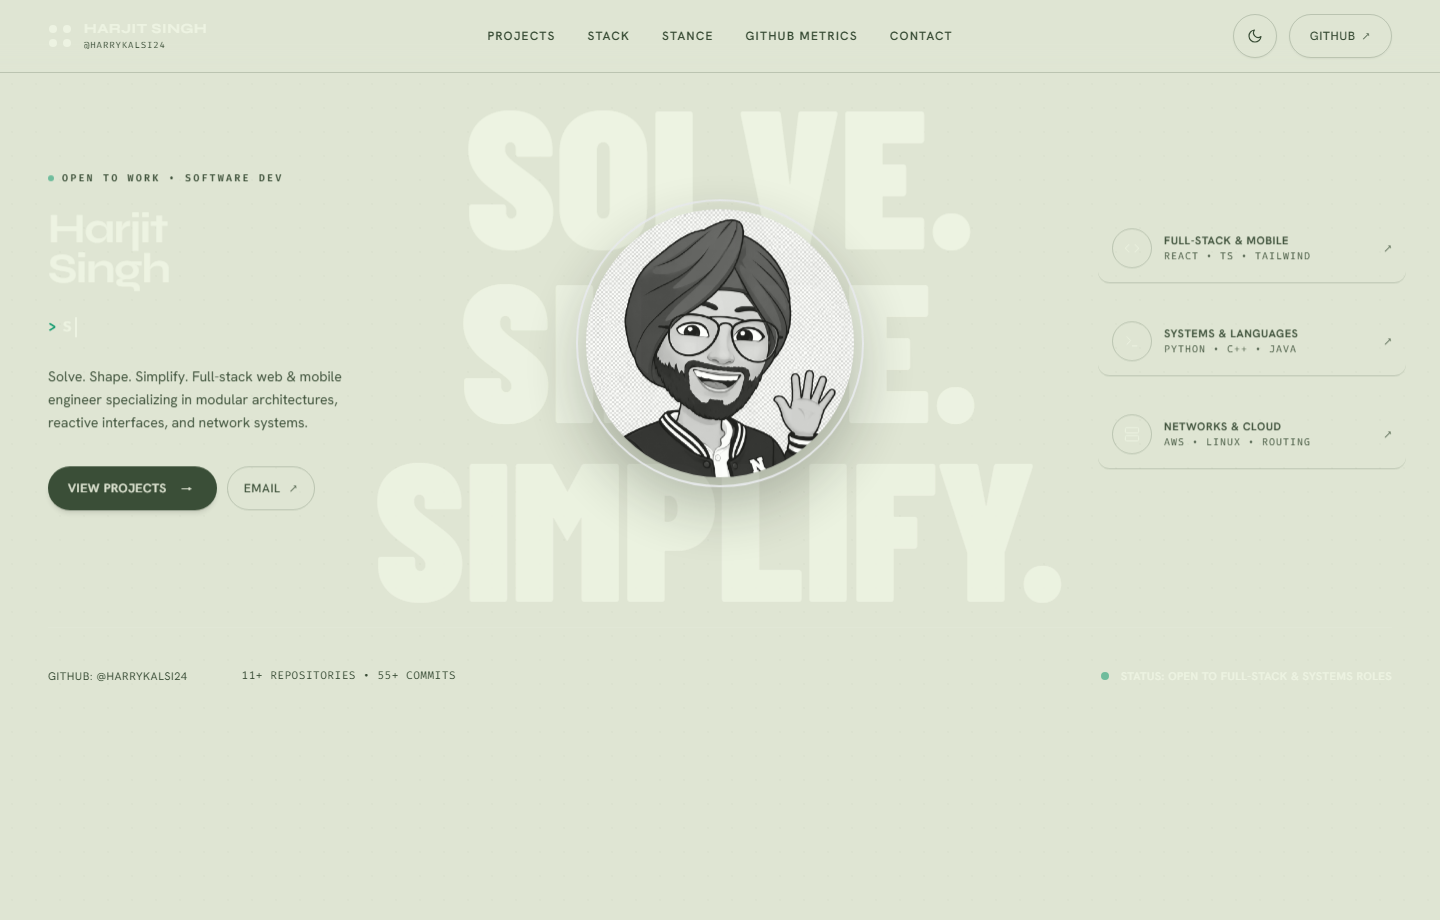 HARJIT SINGH
@HARRYKALSI24
PROJECTS
STACK
STANCE
GITHUB METRICS
CONTACT
GITHUB ↗
OPEN TO WORK • SOFTWARE DEV
Harjit
Singh
> S
Solve. Shape. Simplify. Full-stack web & mobile
engineer specializing in modular architectures,
reactive interfaces, and network systems.
VIEW PROJECTS →
EMAIL ↗
SOLVE.
S E.
SIMPLIFY.
N
FULL-STACK & MOBILE ↗
REACT • TS • TAILWIND
SYSTEMS & LANGUAGES ↗
PYTHON • C++ • JAVA
NETWORKS & CLOUD ↗
AWS • LINUX • ROUTING
GITHUB: @HARRYKALSI24
11+ REPOSITORIES • 55+ COMMITS
STATUS: OPEN TO FULL-STACK & SYSTEMS ROLES